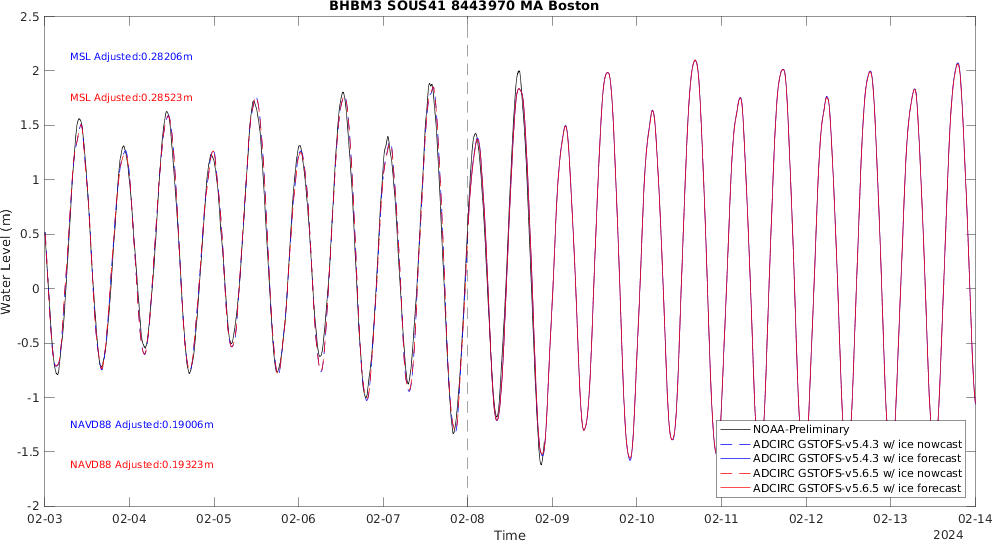 BHBM3 SOUS41 8443970 MA Boston
2.5
2
1.5
1
0.5
0
-0.5
-1
-1.5
-2
Water Level (m)
MSL Adjusted:0.28206m
MSL Adjusted:0.28523m
NAVD88 Adjusted:0.19006m
NAVD88 Adjusted:0.19323m
NOAA-Preliminary
ADCIRC GSTOFS-v5.4.3 w/ ice nowcast
ADCIRC GSTOFS-v5.4.3 w/ ice forecast
ADCIRC GSTOFS-v5.6.5 w/ ice nowcast
ADCIRC GSTOFS-v5.6.5 w/ ice forecast
02-03 02-04 02-05 02-06 02-07 02-08 02-09 02-10 02-11 02-12 02-13 02-14
Time
2024